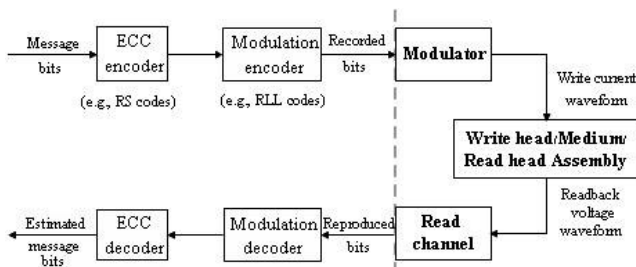 Message
bits
ECC
encoder
(e.g., RS codes)
Modulation
encoder
(e.g., RLL codes)
Recorded
bits
Modulator
Write current
waveform
Write head/Medium/
Read head Assembly
Readback
voltage
waveform
Read
channel
Reproduced
bits
Modulation
decoder
ECC
decoder
Estimated
message
bits